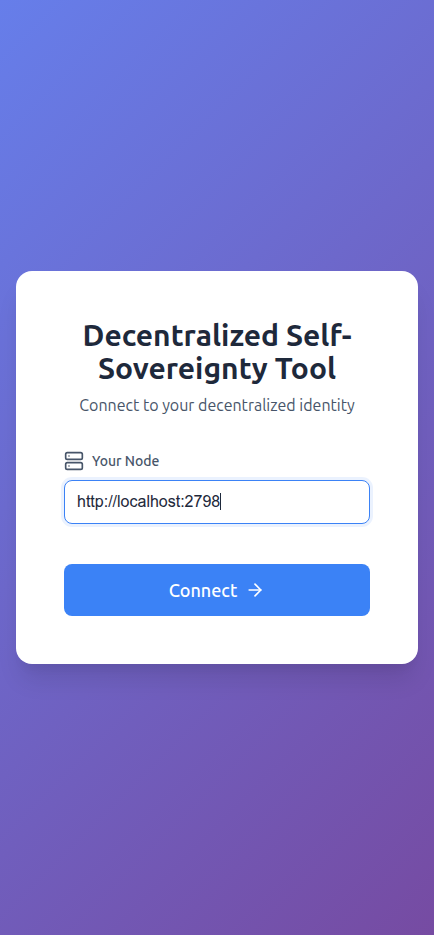 Decentralized Self-
Sovereignty Tool
Connect to your decentralized identity
Your Node
http://localhost:2798
Connect